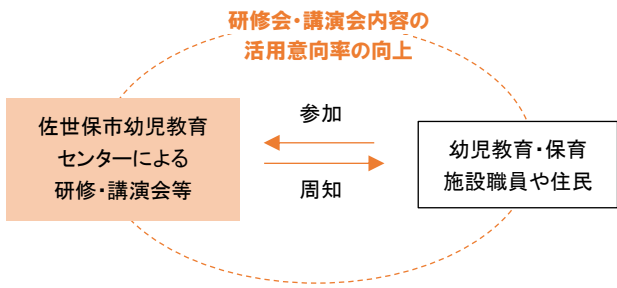 研修会・講演会内容の
活用意向率の向上
佐世保市幼児教育
センターによる
研修・講演会等
参加
周知
幼児教育・保育
施設職員や住民